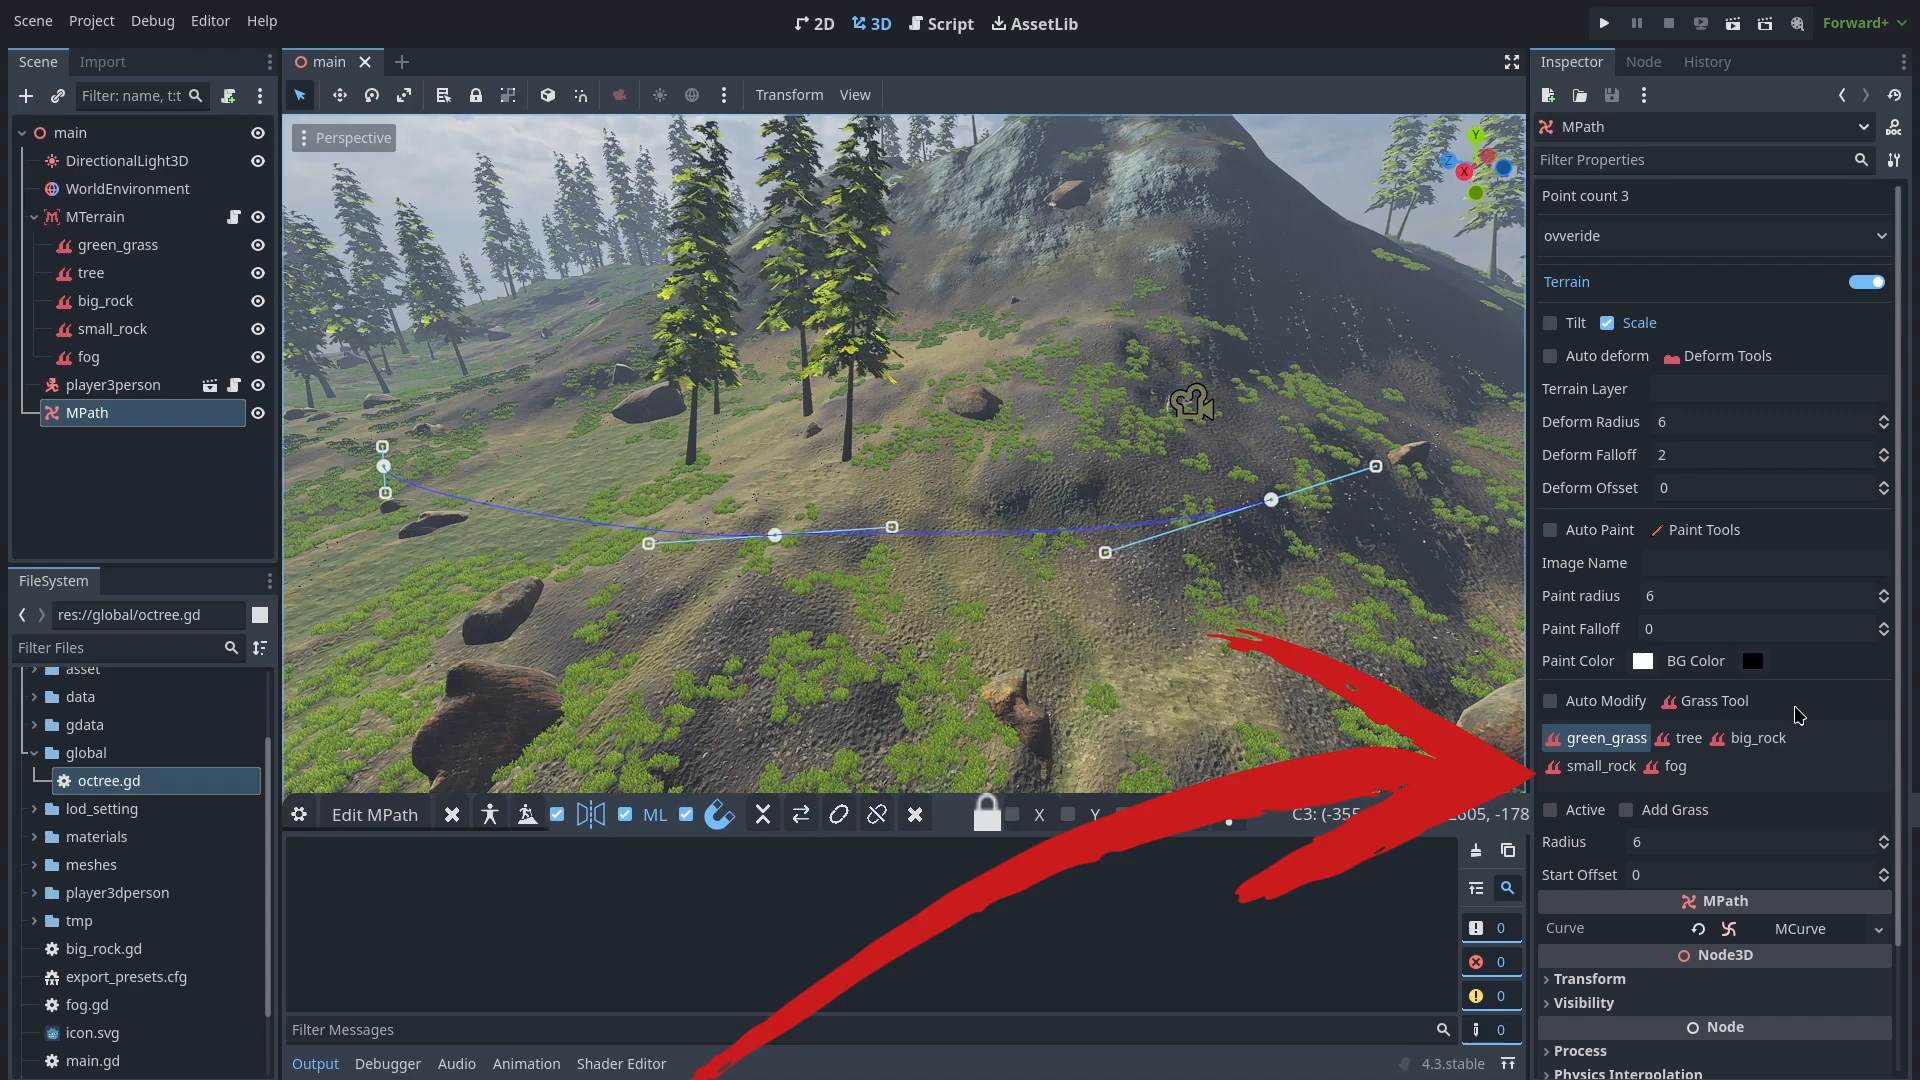 Scene Project Debug Editor Help
2D 3D Script AssetLib
Forward+
Scene Import
Filter: name, t:t
main
DirectionalLight3D
WorldEnvironment
MTerrain
green_grass
tree
big_rock
small_rock
fog
player3person
MPath
FileSystem
res://global/octree.gd
Filter Files
asset
data
gdata
global
octree.gd
lod_setting
materials
meshes
player3dperson
tmp
big_rock.gd
export_presets.cfg
fog.gd
icon.svg
main.gd
main
Transform View
Perspective
Y
Z
X
Edit MPath ML X Y C3: (-355 2605, -178
0
0
0
Filter Messages 0
Output Debugger Audio Animation Shader Editor 4.3.stable
Inspector Node History
MPath
DOC
Filter Properties
Point count 3
ovveride
Terrain
Tilt Scale
Auto deform Deform Tools
Terrain Layer
Deform Radius 6
Deform Falloff 2
Deform Ofsset 0
Auto Paint Paint Tools
Image Name
Paint radius 6
Paint Falloff 0
Paint Color BG Color
Auto Modify Grass Tool
green_grass tree big_rock
small_rock fog
Active Add Grass
Radius 6
Start Offset 0
MPath
Curve MCurve
Node3D
Transform
Visibility
Node
Process
Physics Interpolation